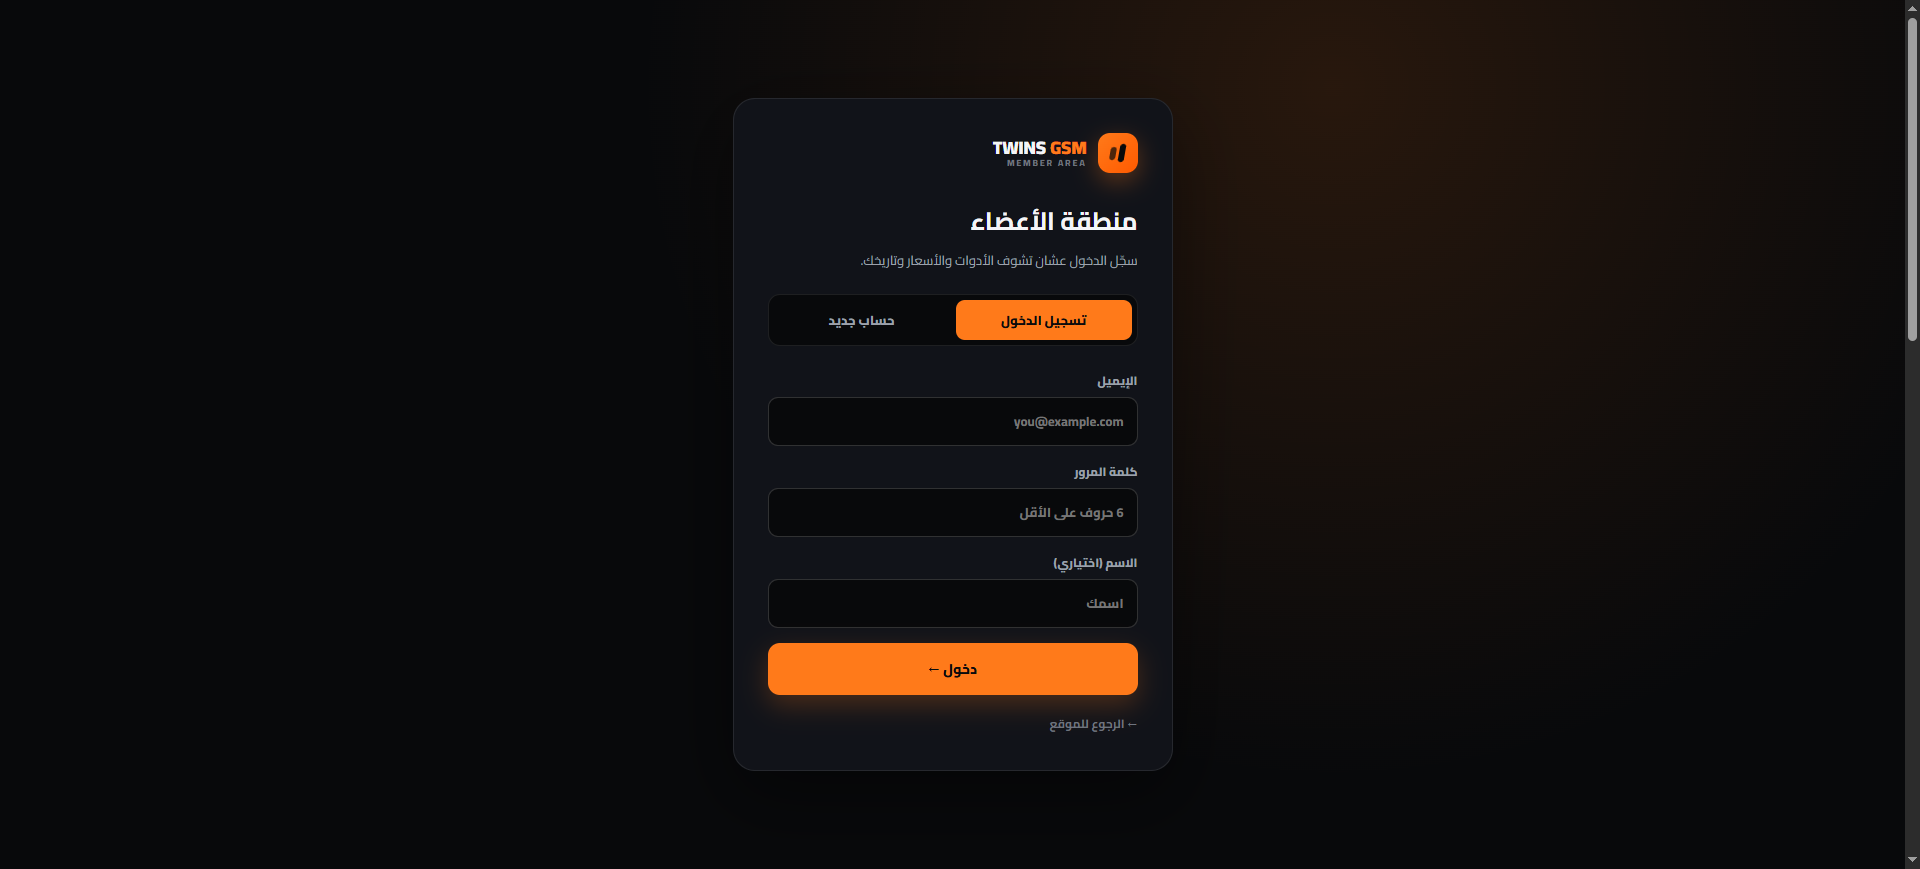 TWINS GSM
MEMBER AREA
منطقة الأعضاء
سجّل الدخول عشان تشوف الأدوات والأسعار وتاريخك.
تسجيل الدخول
حساب جديد
الإيميل
you@example.com
كلمة المرور
6 حروف على الأقل
الاسم (اختياري)
اسمك
دخول ←
← الرجوع للموقع